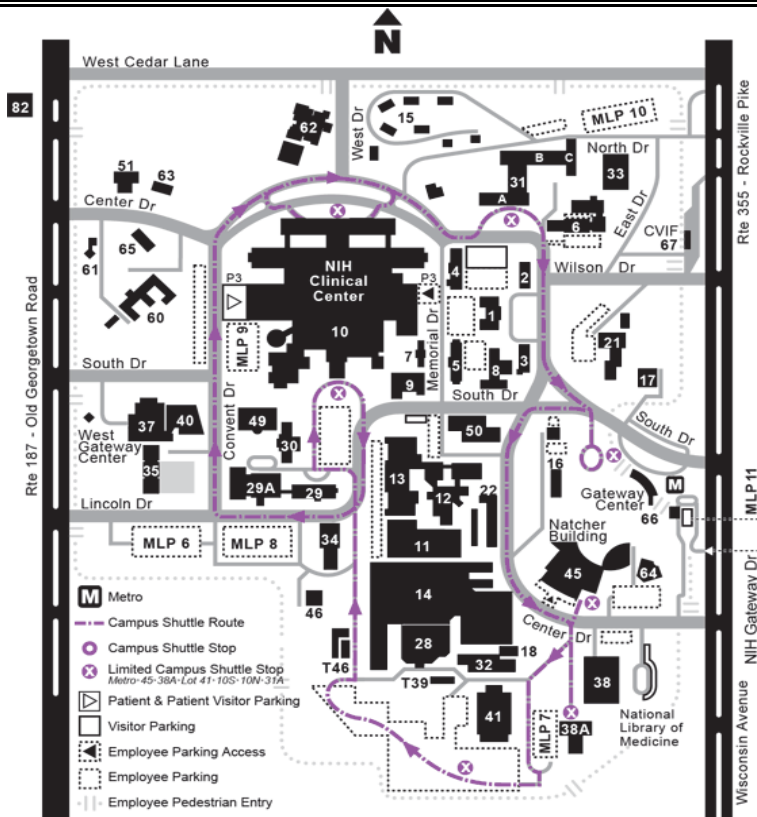 N
West Cedar Lane
82
Rte 187 - Old Georgetown Road
Rte 355 - Rockville Pike
62
West Dr
15
MLP 10
North Dr
51
63
B
C
31
33
A
Center Dr
East Dr
6
CVIF
67
65
61
60
NIH
Clinical
Center
10
P3
P3
4
2
Wilson Dr
1
Memorial Dr
MLP 9
7
5
8
3
21
9
17
South Dr
South Dr
South Dr
37
40
Convent Dr
49
50
West
Gateway
Center
30
35
13
16
M
29A
29
12
22
Gateway
Center
66
MLP11
Lincoln Dr
MLP 6
MLP 8
34
11
Natcher
Building
45
64
14
46
NIH Gateway Dr
Center Dr
M Metro
Campus Shuttle Route
Campus Shuttle Stop
Limited Campus Shuttle Stop
Metro-45-38A-Lot 41-10S-10N-31A
Patient & Patient Visitor Parking
Visitor Parking
Employee Parking Access
Employee Parking
Employee Pedestrian Entry
T46
28
18
32
T39
38
41
MLP 7
38A
National
Library of
Medicine
Wisconsin Avenue